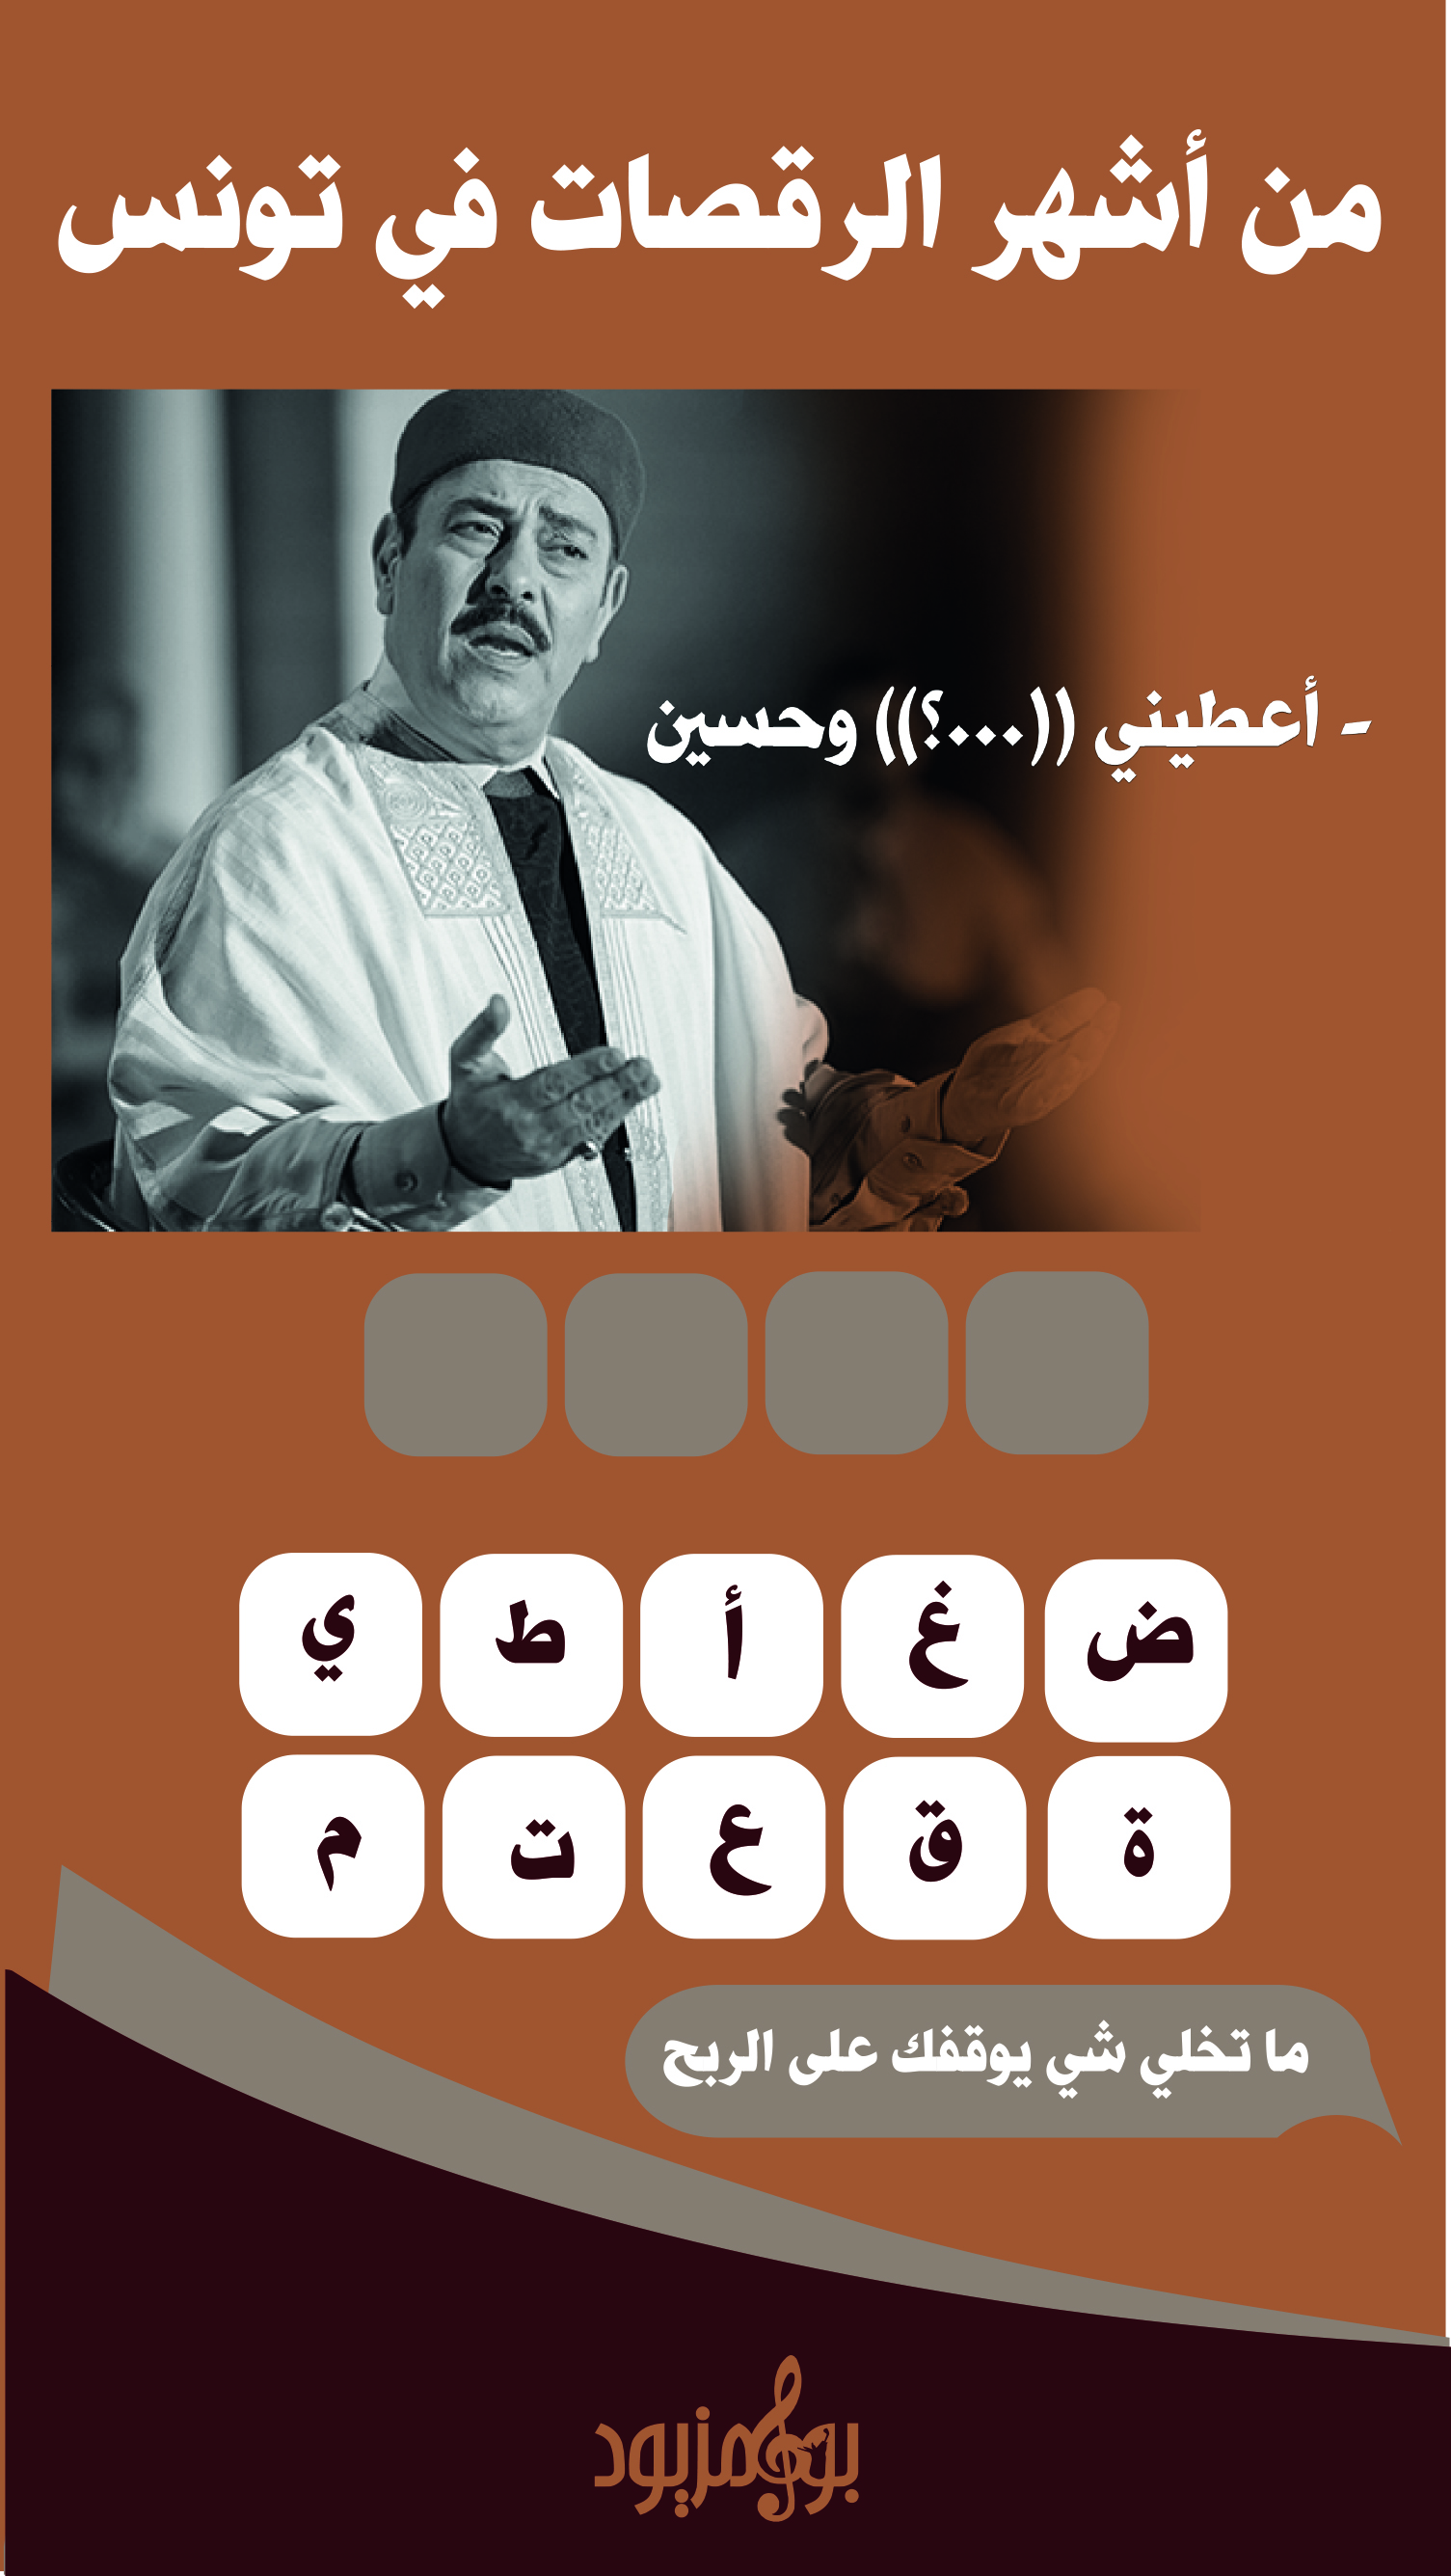 من أشهر الرقصات في تونس
- أعطيني ((...؟)) وحسين
ض غ أ ط ي
ة ق ع ت م
ما تخلي شي يوقفك على الربح
بومزيود